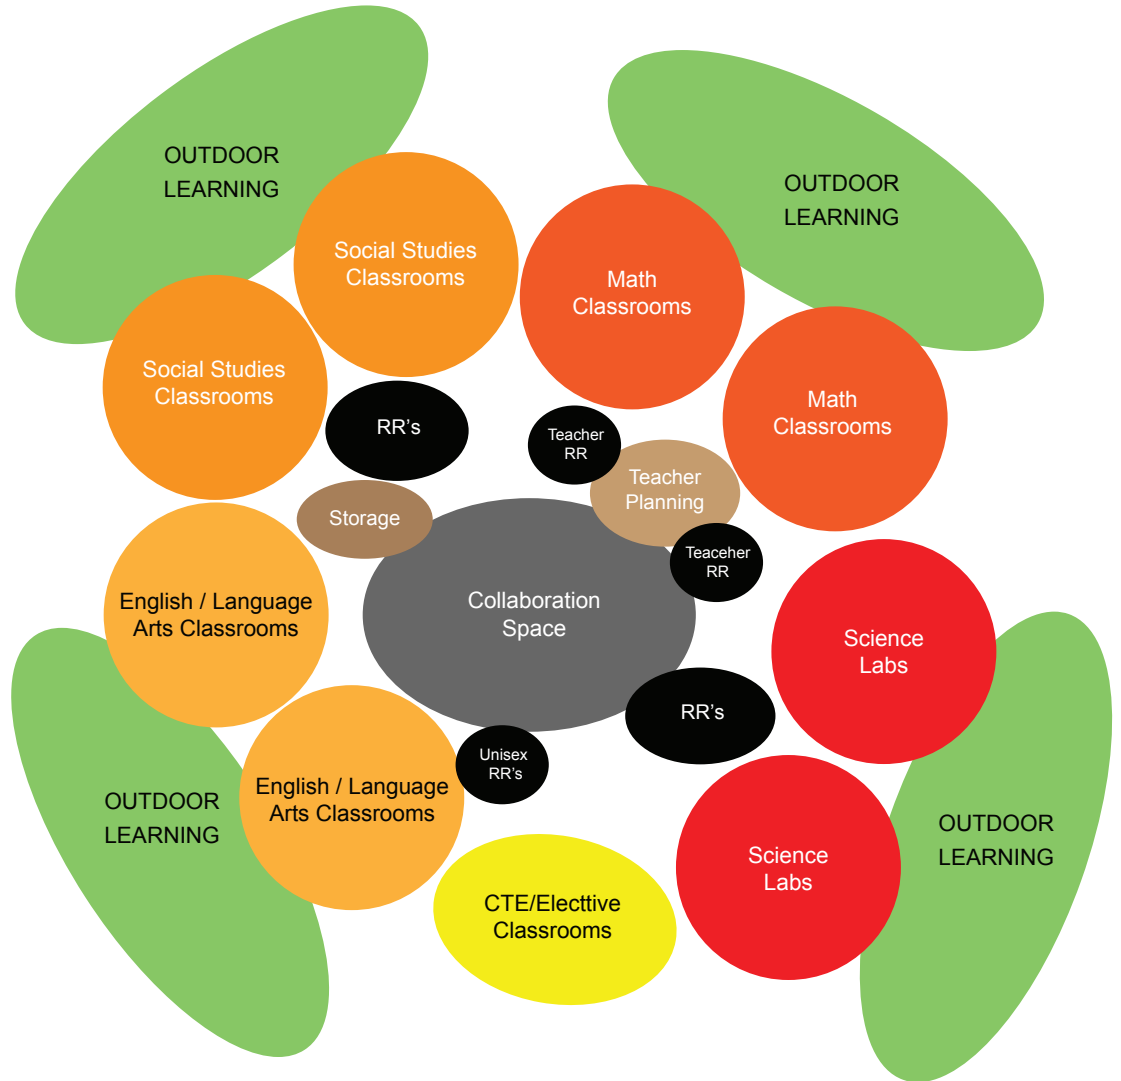 OUTDOOR
LEARNING
OUTDOOR
LEARNING
Social Studies
Classrooms
Math
Classrooms
Social Studies
Classrooms
Math
Classrooms
RR's
Teacher
RR
Teacher
Planning
Storage
Teaceher
RR
English / Language
Arts Classrooms
Collaboration
Space
Science
Labs
RR's
Unisex
RR's
English / Language
Arts Classrooms
OUTDOOR
LEARNING
OUTDOOR
LEARNING
Science
Labs
CTE/Electtive
Classrooms